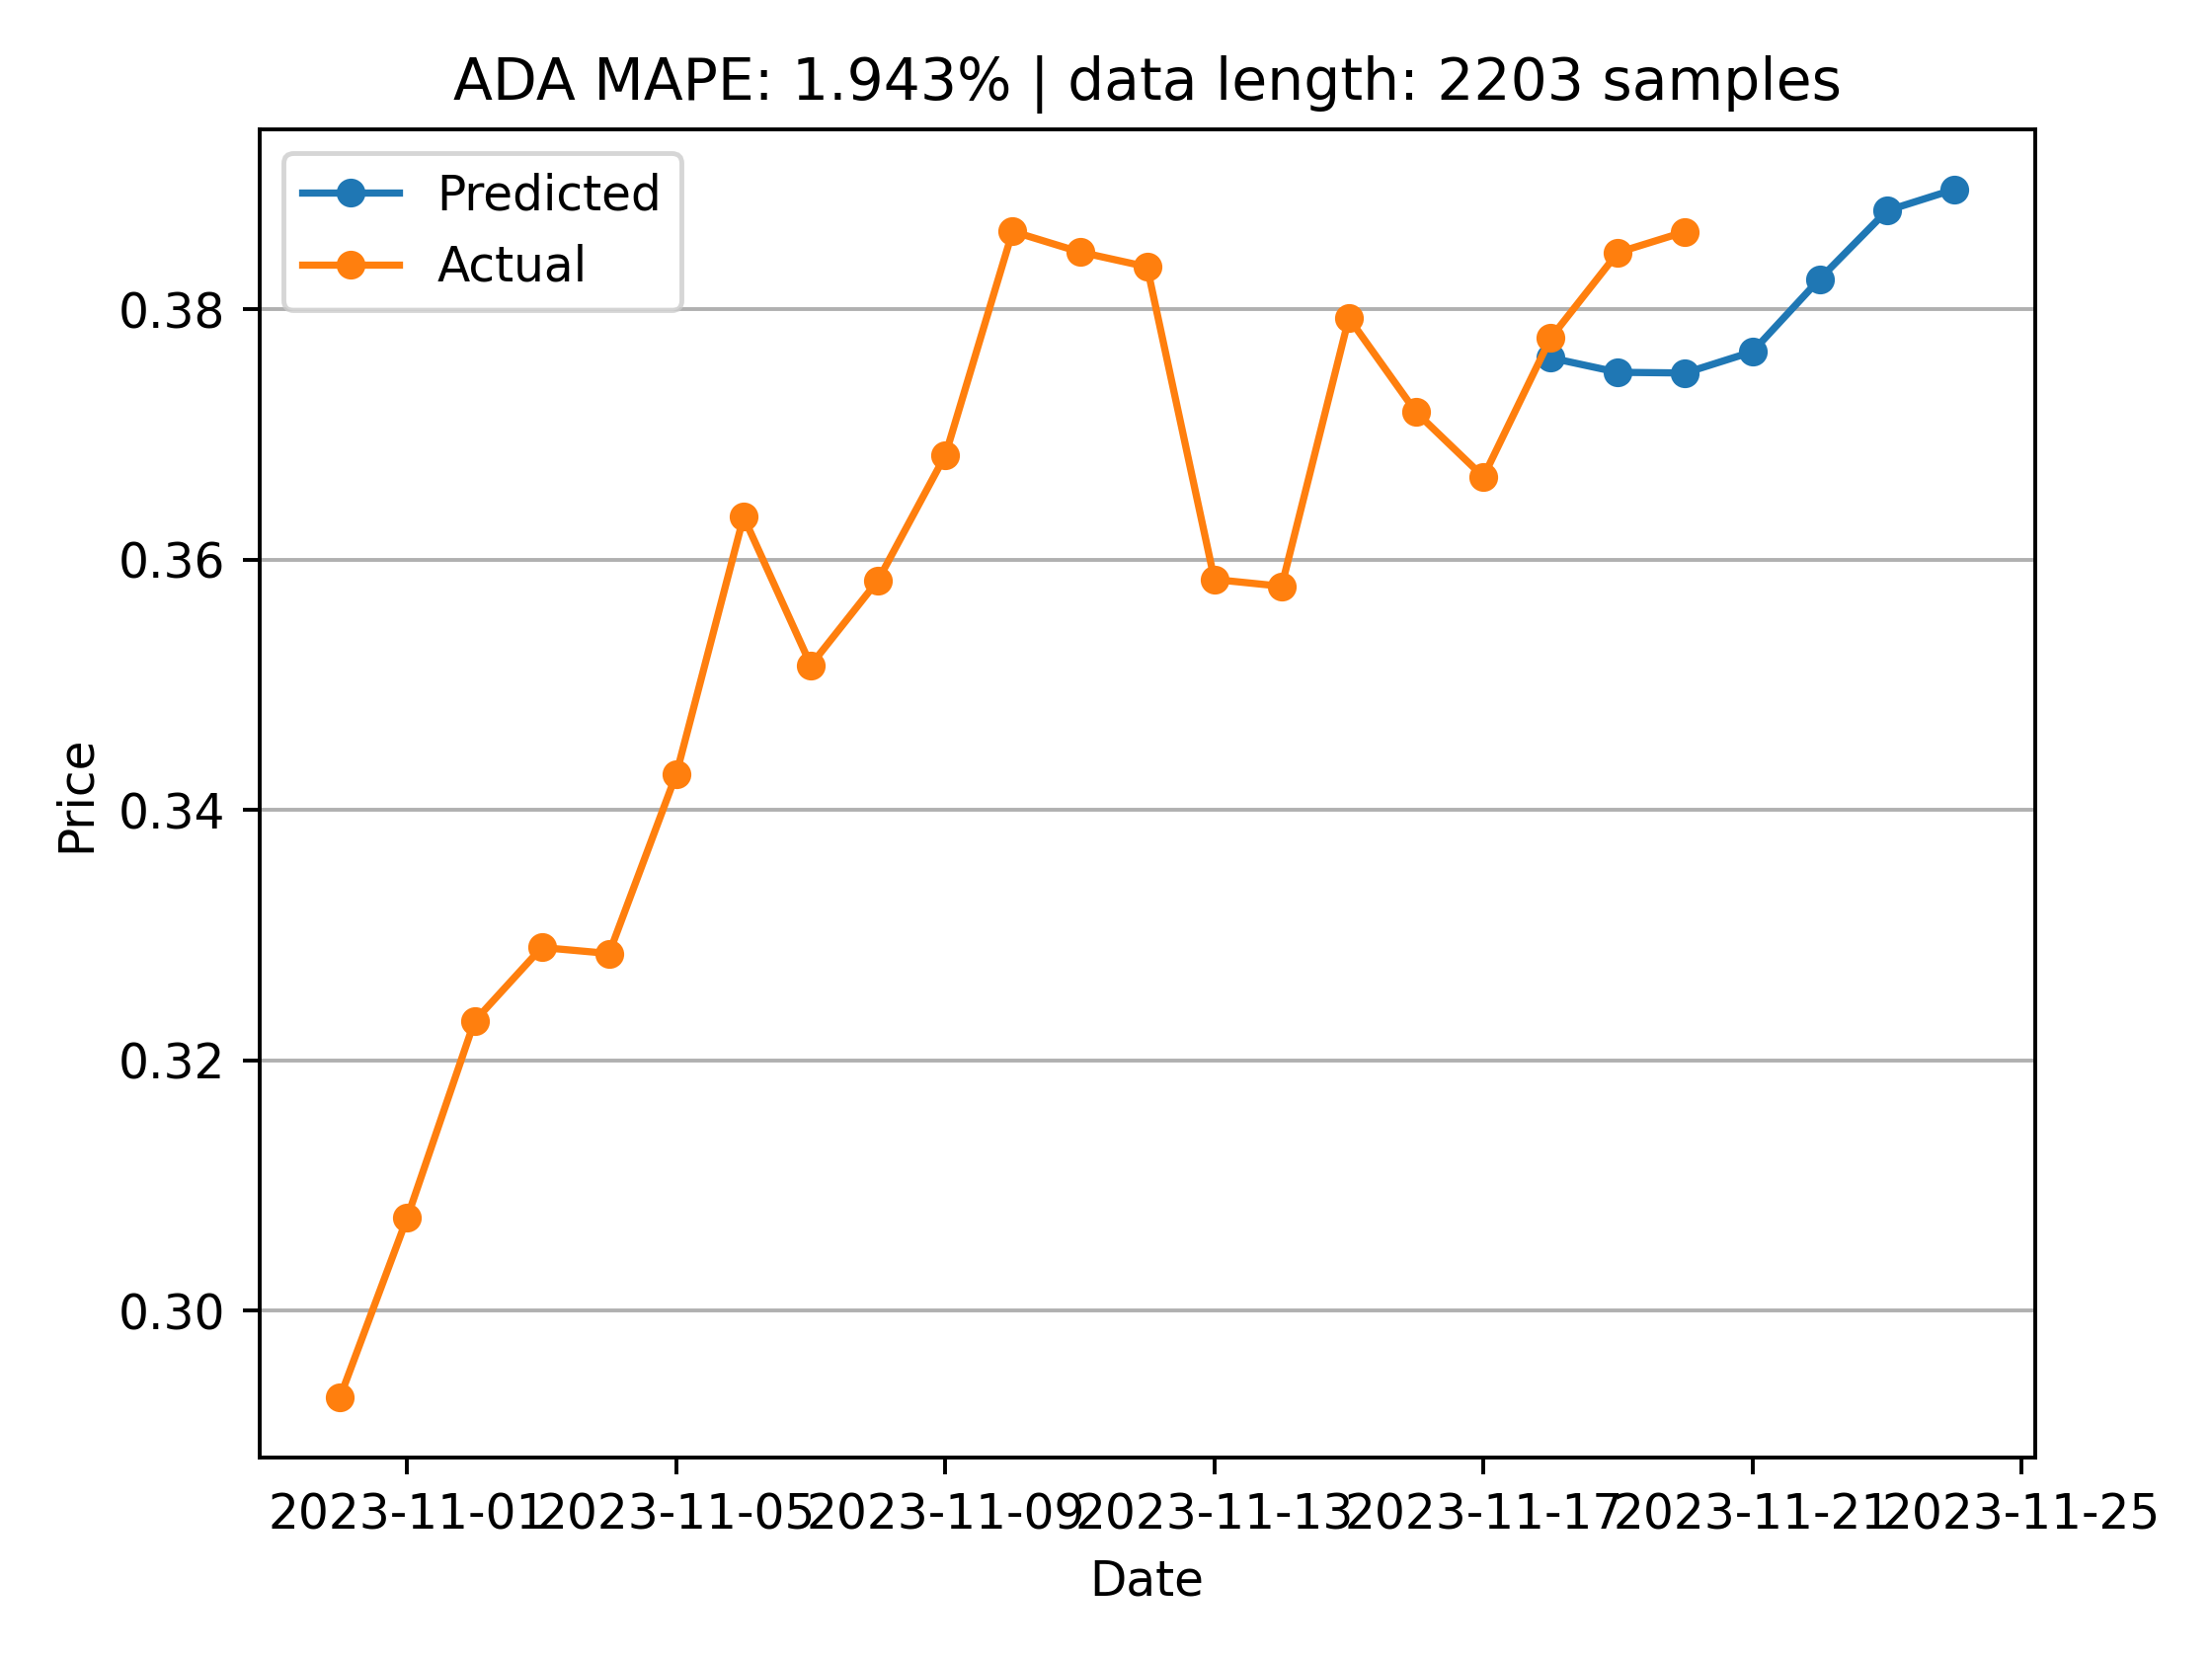 ADA MAPE: 1.943% | data length: 2203 samples
Predicted
Actual
0.38
0.36
0.34
0.32
0.30
Price
2023-11-01 2023-11-05 2023-11-09 2023-11-13 2023-11-17 2023-11-21 2023-11-25
Date